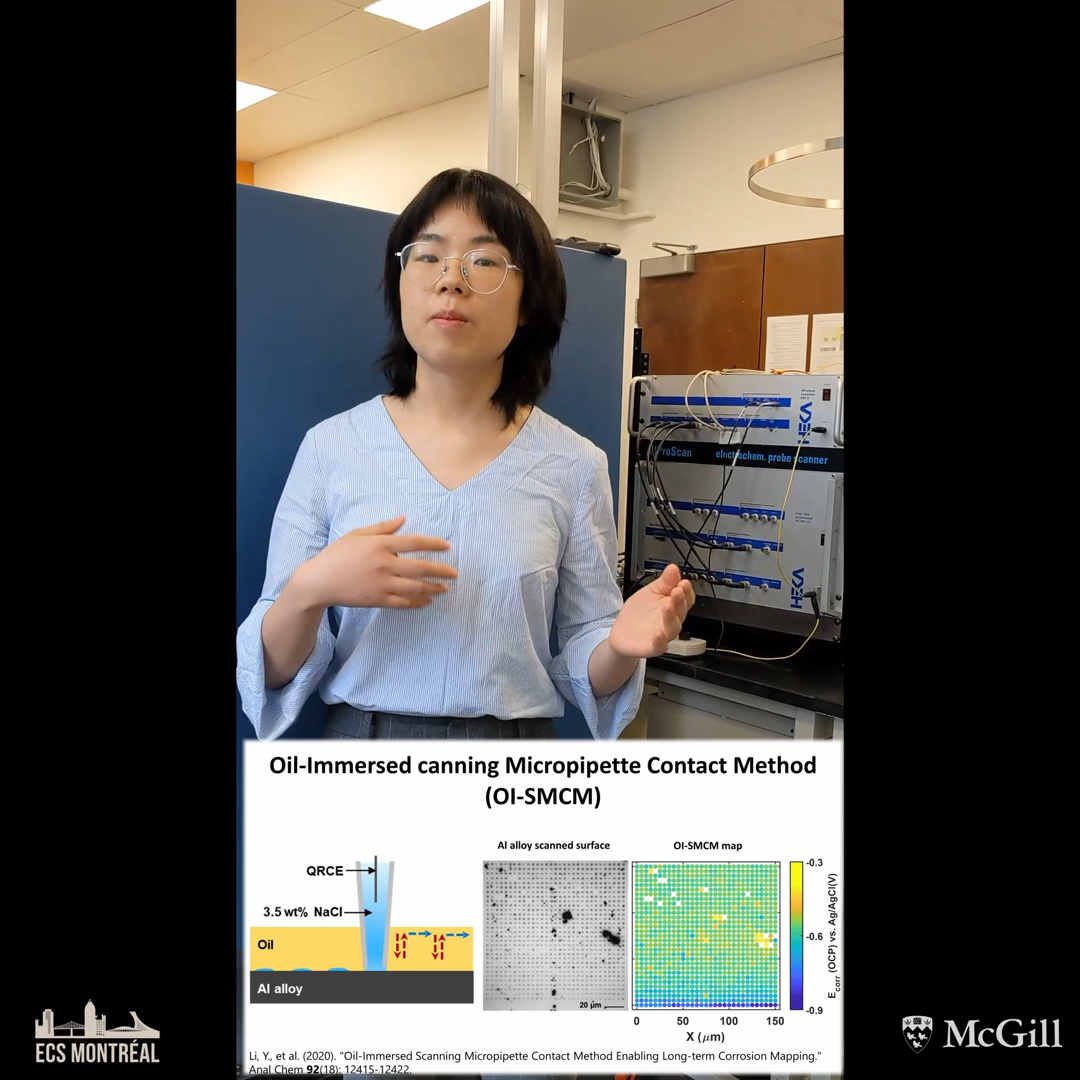 HEKA
ProScan
electrochem. probe scanner
HEKA
Oil-Immersed canning Micropipette Contact Method
(OI-SMCM)
Al alloy scanned surface
OI-SMCM map
QRCE
3.5 wt% NaCl
Oil
Al alloy
20 µm
-0.3
-0.6
-0.9
Ecorr (OCP) vs. Ag/AgCl(V)
0
50
100
150
X (μm)
Li, Y., et al. (2020). "Oil-Immersed Scanning Micropipette Contact Method Enabling Long-term Corrosion Mapping."
Anal Chem 92(18): 12415-12422.
ECS MONTRÉAL
McGill